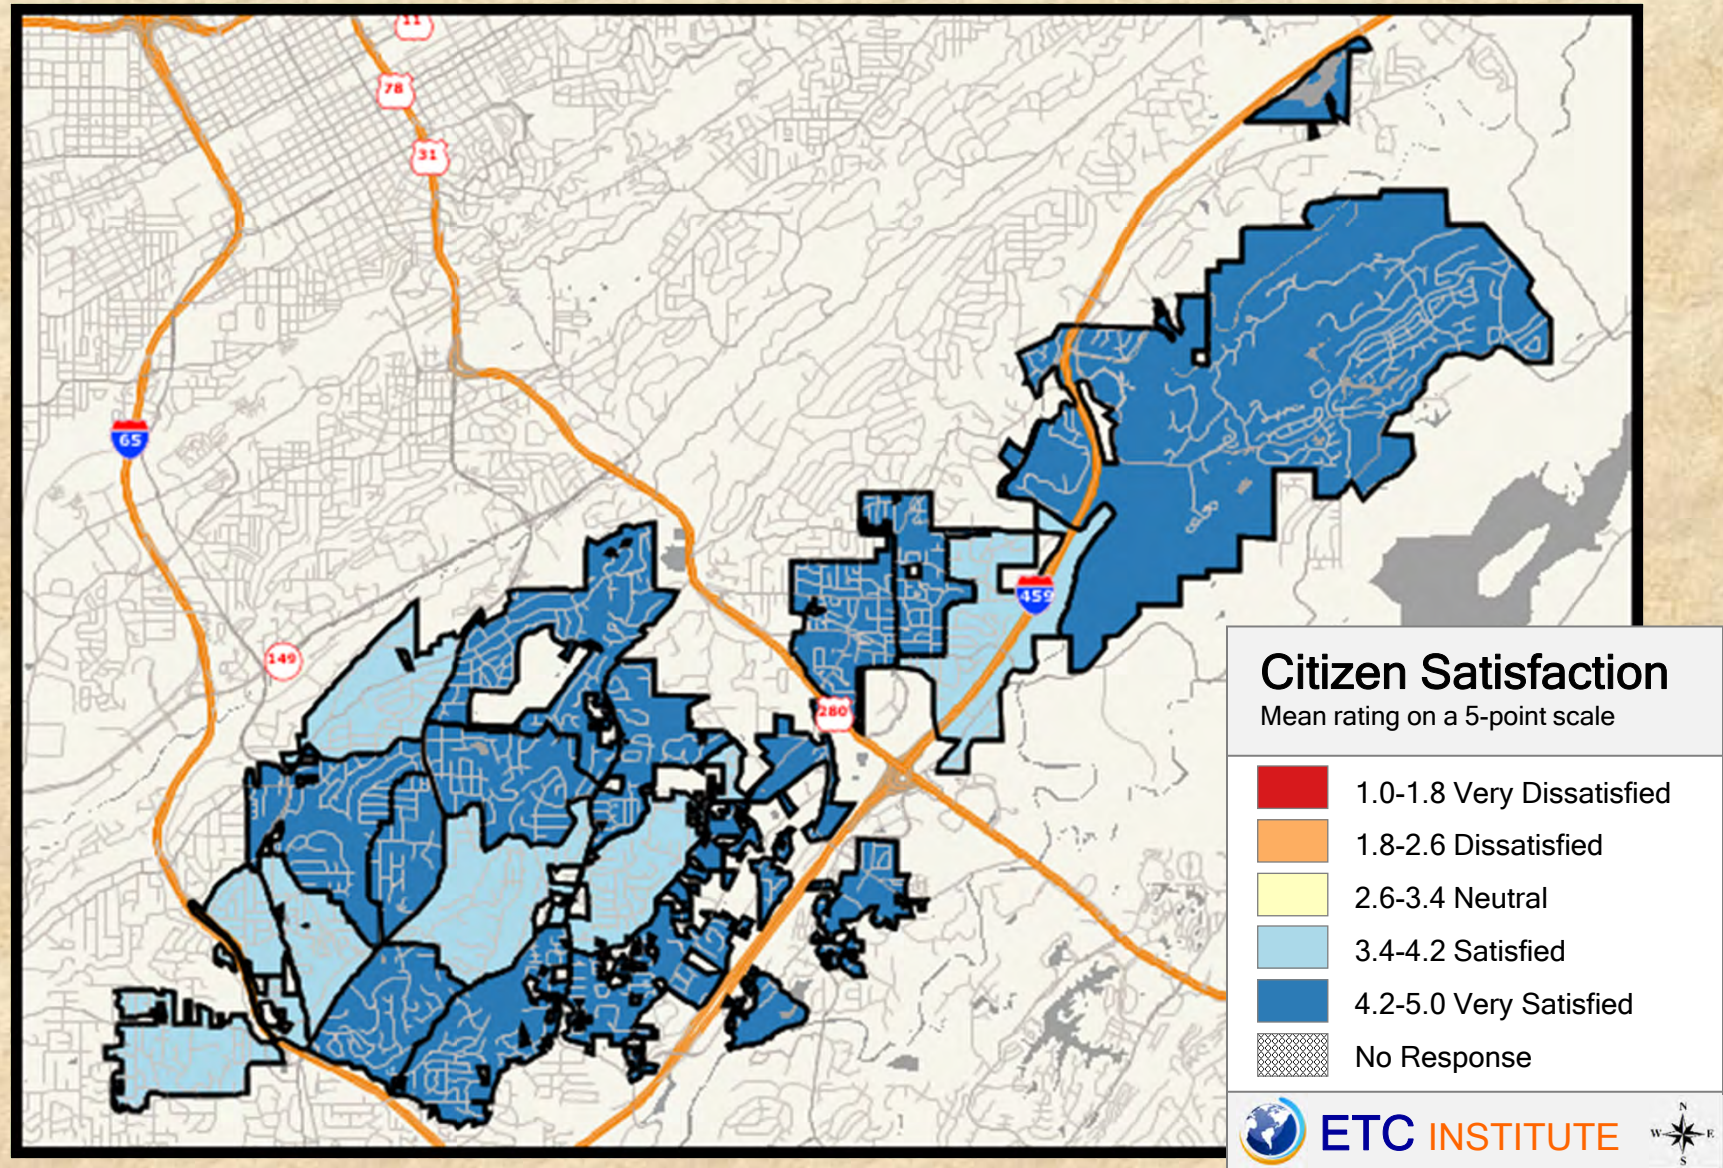 11
78
31
65
149
459
280
Citizen Satisfaction
Mean rating on a 5-point scale
1.0-1.8 Very Dissatisfied
1.8-2.6 Dissatisfied
2.6-3.4 Neutral
3.4-4.2 Satisfied
4.2-5.0 Very Satisfied
No Response
ETC INSTITUTE
N
W E
S